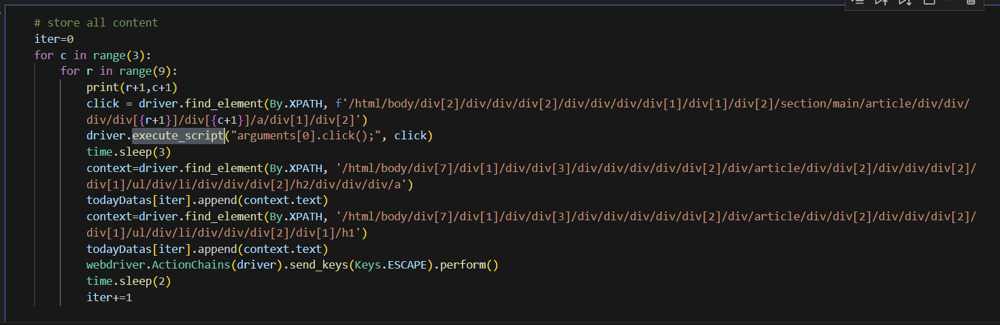 # store all content
iter=0
for c in range(3):
    for r in range(9):
        print(r+1,c+1)
        click = driver.find_element(By.XPATH, f'/html/body/div[2]/div/div/div[2]/div/div/div/div[1]/div[1]/div[2]/section/main/article/div/div/
        div/div[{r+1}]/div[{c+1}]/a/div[1]/div[2]')
        driver.execute_script("arguments[0].click();", click)
        time.sleep(3)
        context=driver.find_element(By.XPATH, '/html/body/div[7]/div[1]/div/div[3]/div/div/div/div/div[2]/div/article/div/div[2]/div/div/div[2]/
        div[1]/ul/div/li/div/div/div[2]/h2/div/div/div/a')
        todayDatas[iter].append(context.text)
        context=driver.find_element(By.XPATH, '/html/body/div[7]/div[1]/div/div[3]/div/div/div/div/div[2]/div/article/div/div[2]/div/div/div[2]/
        div[1]/ul/div/li/div/div/div[2]/div[1]/h1')
        todayDatas[iter].append(context.text)
        webdriver.ActionChains(driver).send_keys(Keys.ESCAPE).perform()
        time.sleep(2)
        iter+=1